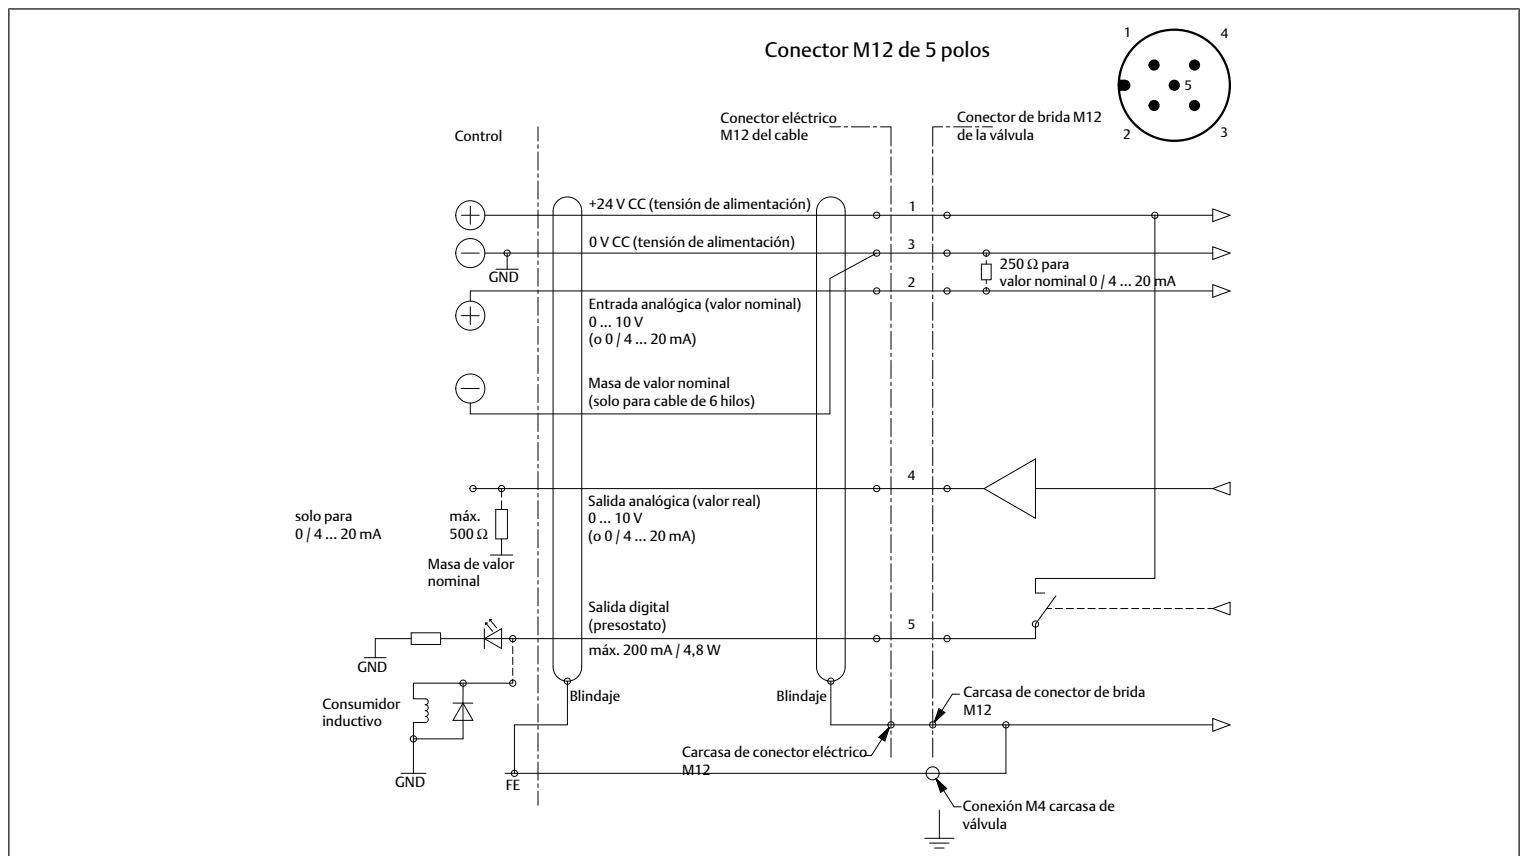 Conector M12 de 5 polos
1
4
5
2
3
Control
Conector eléctrico
M12 del cable
Conector de brida M12
de la válvula
+24 V CC (tensión de alimentación)
1
0 V CC (tensión de alimentación)
3
GND
250 Ω para
valor nominal 0 / 4 ... 20 mA
2
Entrada analógica (valor nominal)
0 ... 10 V
(o 0 / 4 ... 20 mA)
Masa de valor nominal
(solo para cable de 6 hilos)
4
Salida analógica (valor real)
0 ... 10 V
(o 0 / 4 ... 20 mA)
solo para
0 / 4 ... 20 mA
máx.
500 Ω
Masa de valor
nominal
Salida digital
(presostato)
5
máx. 200 mA / 4,8 W
GND
Blindaje
Blindaje
Carcasa de conector de brida
M12
Consumidor
inductivo
Carcasa de conector eléctrico
M12
GND
FE
Conexión M4 carcasa de
válvula